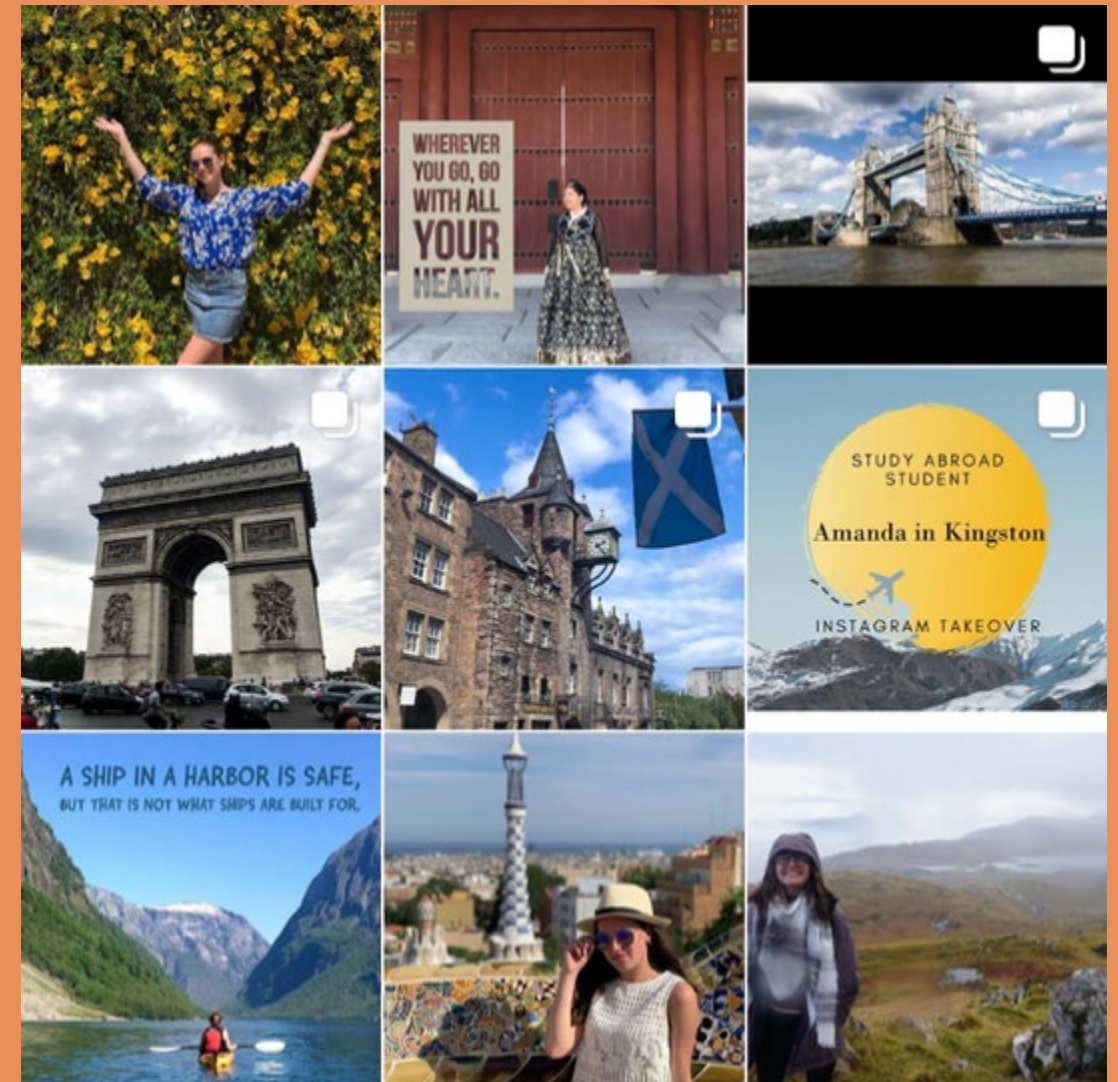 WHEREVER
YOU GO, GO
WITH ALL
YOUR
HEART.
STUDY ABROAD
STUDENT
Amanda in Kingston
INSTAGRAM TAKEOVER
A SHIP IN A HARBOR IS SAFE,
BUT THAT IS NOT WHAT SHIPS ARE BUILT FOR.